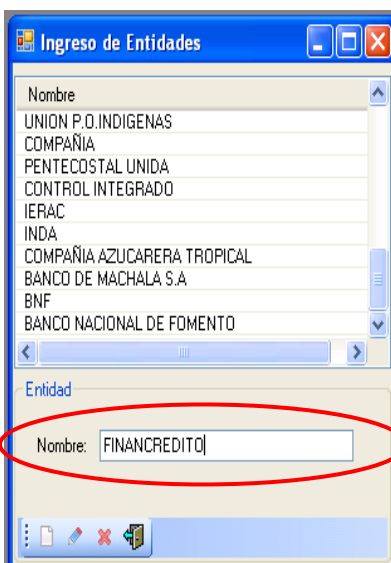 Ingreso de Entidades
Nombre
UNION P.O.INDIGENAS
COMPAÑIA
PENTECOSTAL UNIDA
CONTROL INTEGRADO
IERAC
INDA
COMPAÑIA AZUCARERA TROPICAL
BANCO DE MACHALA S.A
BNF
BANCO NACIONAL DE FOMENTO
Entidad
Nombre: FINANCREDITO